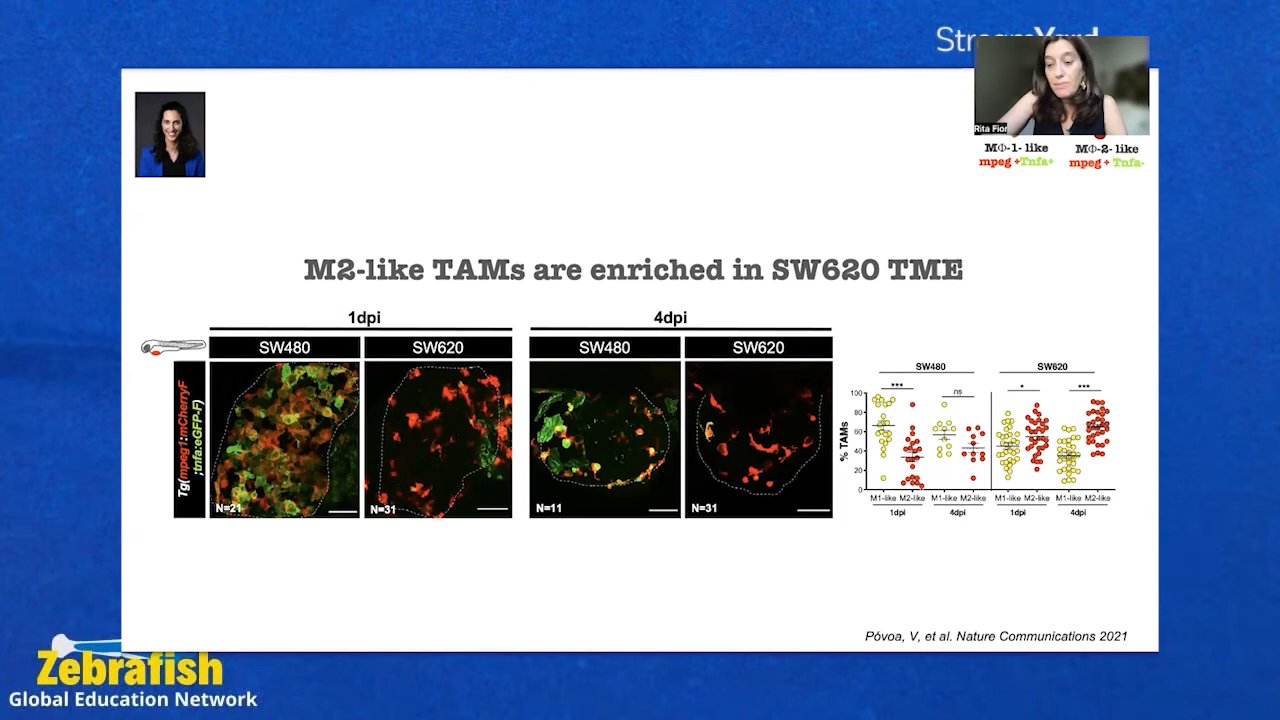 Rita Fior
MΦ-1- like
mpeg +Tnfa+
MΦ-2- like
mpeg + Tnfa-
M2-like TAMs are enriched in SW620 TME
1dpi
4dpi
SW480
SW620
SW480
SW620
Tg(mpeg1:mCherryF
;tnfa:eGFP-F)
N=21
N=31
N=11
N=31
SW480
SW620
***
ns
*
***
% TAMs
100
80
60
40
20
0
M1-like M2-like M1-like M2-like M1-like M2-like M1-like M2-like
1dpi 4dpi 1dpi 4dpi
Póvoa, V, et al. Nature Communications 2021
Zebrafish
Global Education Network